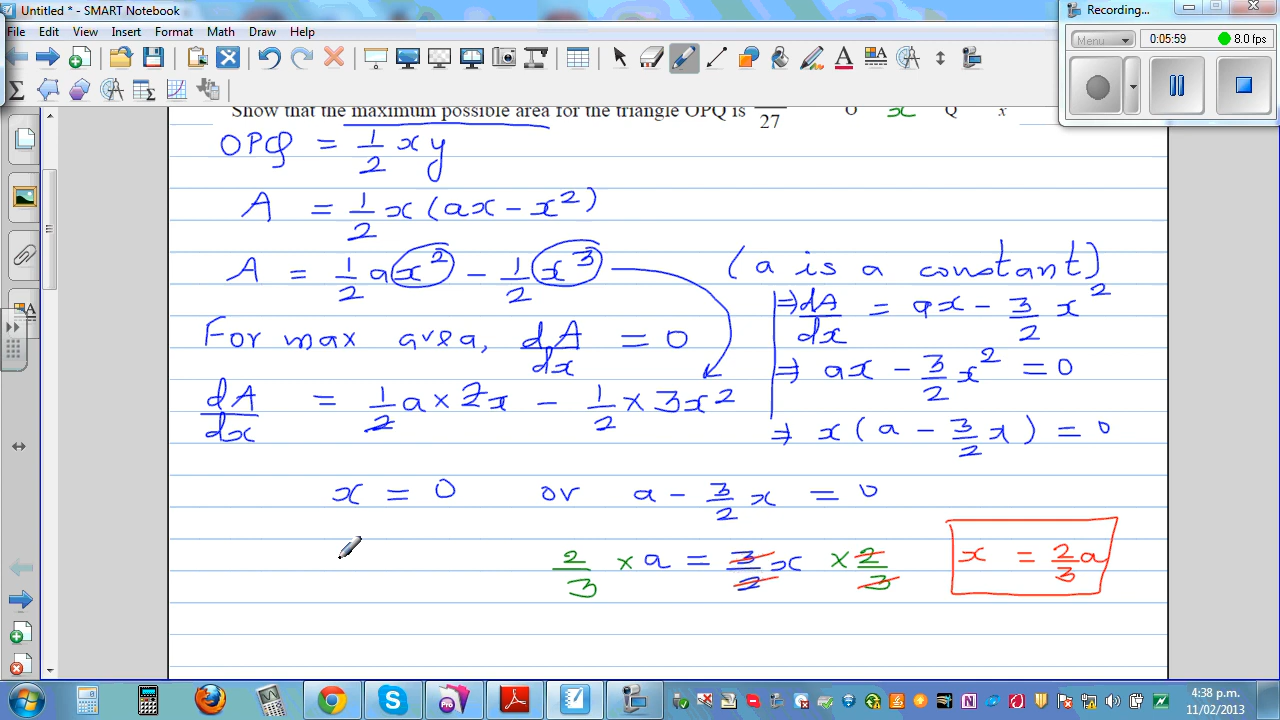 Untitled * - SMART Notebook
File Edit View Insert Format Math Draw Help
Recording...
Menu 0:05:59 8.0 fps
Show that the maximum possible area for the triangle OPQ is
27
O x Q x
OPQ = 1/2 xy
A = 1/2 x(ax - x²)
A = 1/2 ax² - 1/2 x³ (a is a constant)
⇒ dA/dx = ax - 3/2 x²
For max area, dA/dx = 0
⇒ ax - 3/2 x² = 0
dA/dx = 1/2 a × 2x - 1/2 × 3x²
⇒ x(a - 3/2 x) = 0
x = 0 or a - 3/2 x = 0
2/3 × a = 3/2 x × 2/3 x = 2/3 a
4:38 p.m.
11/02/2013